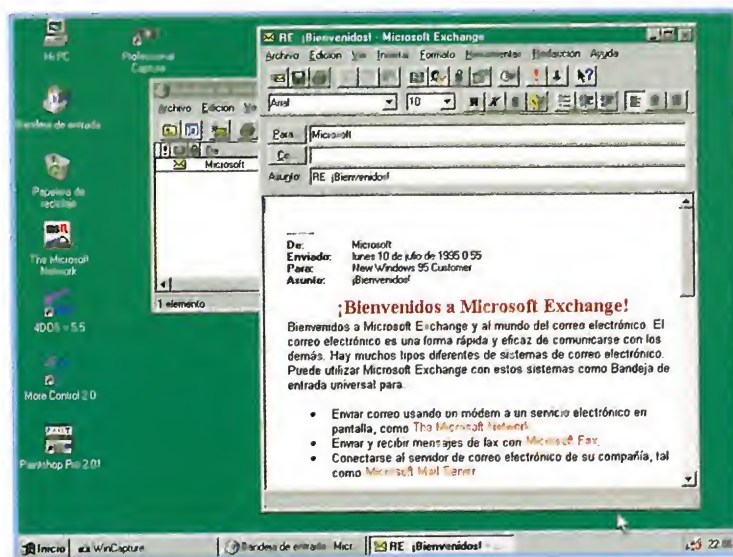 Mi PC
Professional
Capture
Bandeja de entrada
Papelera de
reciclaje
The Microsoft
Network
4DOS 5.5
More Control 2.0
Paintshop Pro 2.01
Archivo Edición Ver
De
Microsoft
1 elemento
RE ¡Bienvenidos! - Microsoft Exchange
Archivo Edición Ver Insertar Formato Herramientas Redacción Ayuda
Arial 10
Para Microsoft
Cc
Asunto RE ¡Bienvenidos!
De: Microsoft
Enviado: lunes 10 de julio de 1995 0:55
Para: New Windows 95 Customer
Asunto: ¡Bienvenidos!
¡Bienvenidos a Microsoft Exchange!
Bienvenidos a Microsoft Exchange y al mundo del correo electrónico. El
correo electrónico es una forma rápida y eficaz de comunicarse con los
demás. Hay muchos tipos diferentes de sistemas de correo electrónico.
Puede utilizar Microsoft Exchange con estos sistemas como Bandeja de
entrada universal para
• Enviar correo usando un módem a un servicio electrónico en
pantalla, como The Microsoft Network
• Enviar y recibir mensajes de fax con Microsoft Fax.
• Conectarse al servidor de correo electrónico de su compañía, tal
como Microsoft Mail Server
Inicio WinCapture Bandeja de entrada Micr. RE ¡Bienvenidos! - ... 22:06